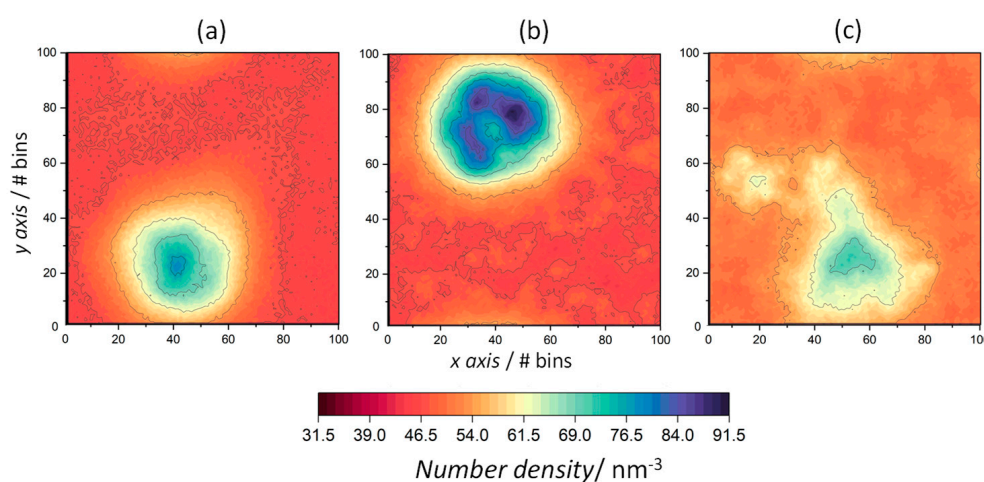 (a) (b) (c)
100 100 100
80 80 80
60 60 60
40 40 40
20 20 20
0 0 0
y axis / # bins
0 20 40 60 80 100 0 20 40 60 80 100 0 20 40 60 80 10
x axis / # bins
31.5 39.0 46.5 54.0 61.5 69.0 76.5 84.0 91.5
Number density/ nm⁻³